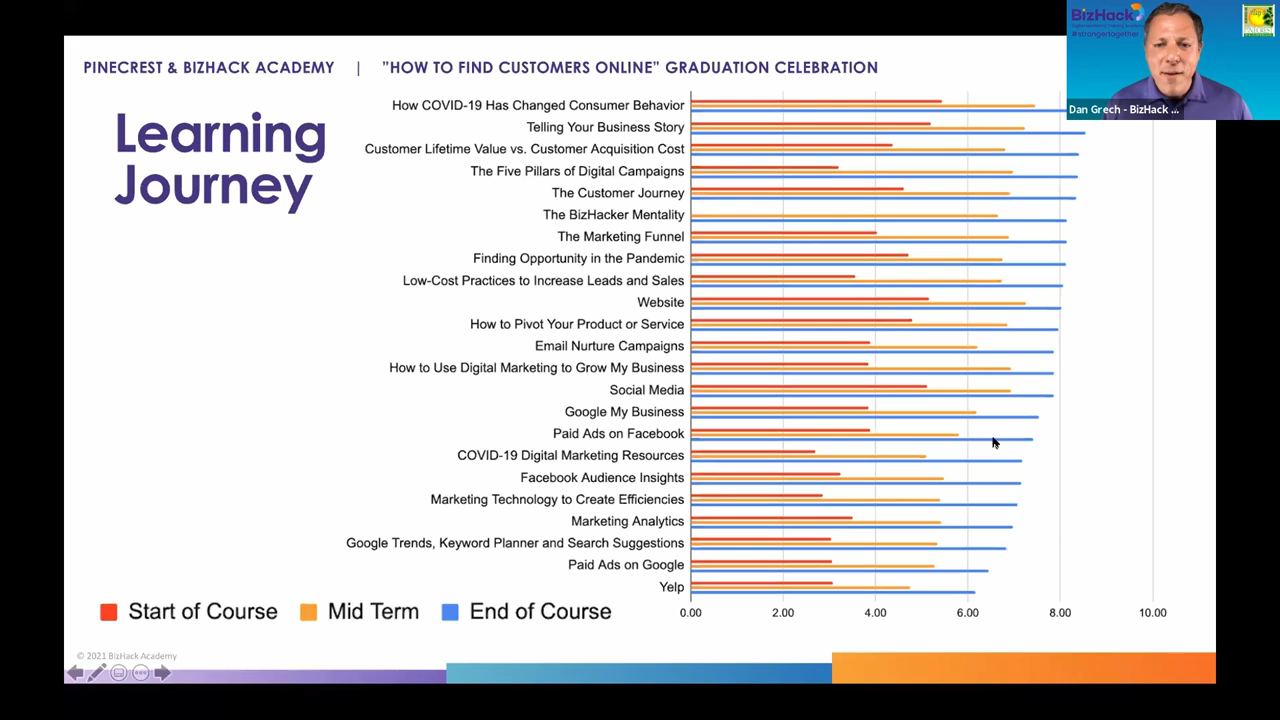 BizHack
#strongertogether
PINECREST
Dan Grech - BizHack ...
PINECREST & BIZHACK ACADEMY | "HOW TO FIND CUSTOMERS ONLINE" GRADUATION CELEBRATION
Learning
Journey
How COVID-19 Has Changed Consumer Behavior
Telling Your Business Story
Customer Lifetime Value vs. Customer Acquisition Cost
The Five Pillars of Digital Campaigns
The Customer Journey
The BizHacker Mentality
The Marketing Funnel
Finding Opportunity in the Pandemic
Low-Cost Practices to Increase Leads and Sales
Website
How to Pivot Your Product or Service
Email Nurture Campaigns
How to Use Digital Marketing to Grow My Business
Social Media
Google My Business
Paid Ads on Facebook
COVID-19 Digital Marketing Resources
Facebook Audience Insights
Marketing Technology to Create Efficiencies
Marketing Analytics
Google Trends, Keyword Planner and Search Suggestions
Paid Ads on Google
Yelp
0.00 2.00 4.00 6.00 8.00 10.00
Start of Course Mid Term End of Course
© 2021 BizHack Academy